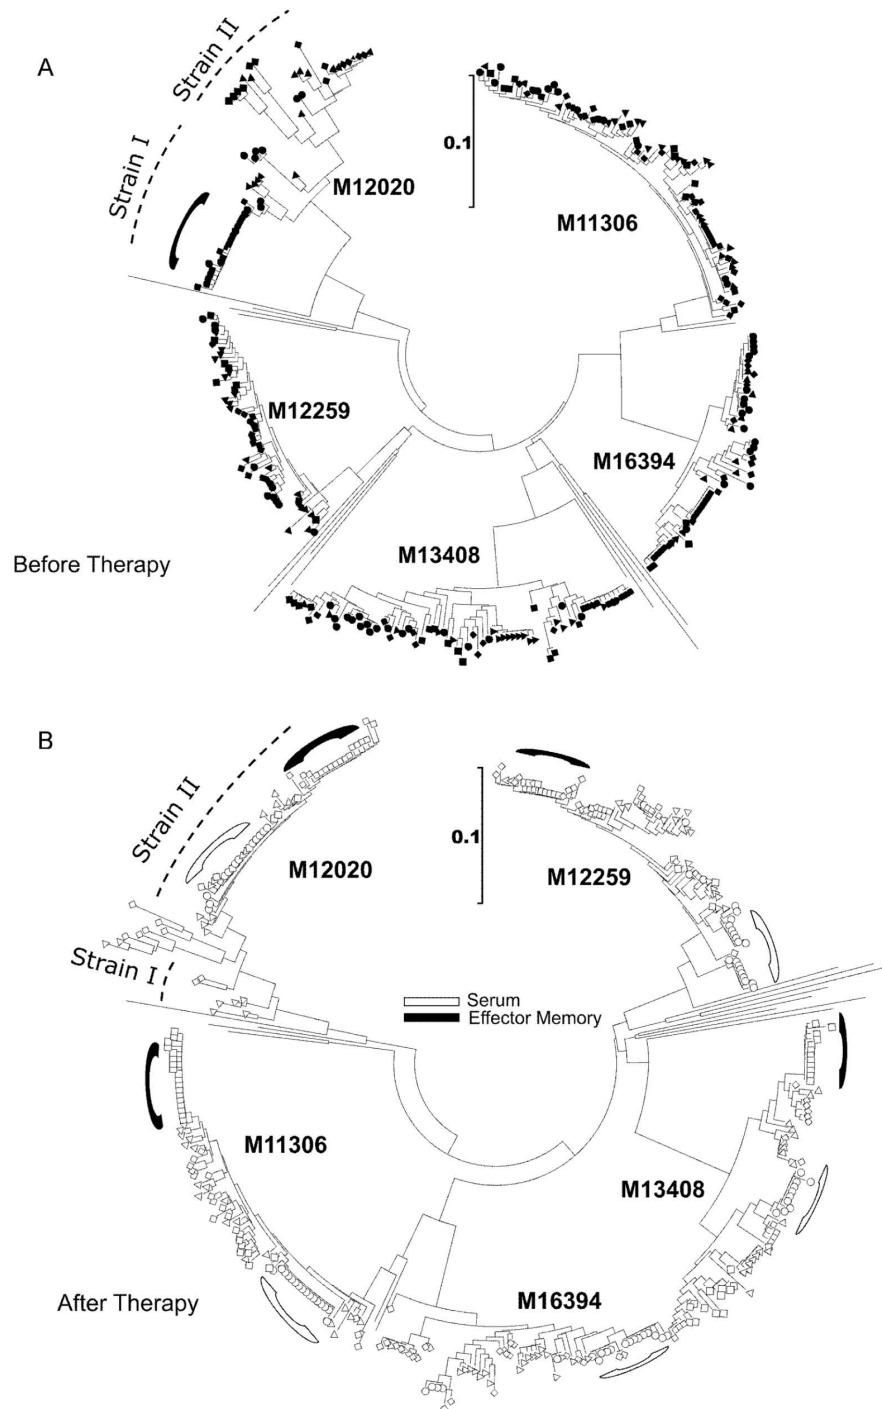 A
Strain II
Strain I
M12020
0.1
M11306
M12259
M16394
M13408
Before Therapy
B
Strain II
M12020
0.1
M12259
Strain I
Serum
Effector Memory
M11306
M13408
M16394
After Therapy